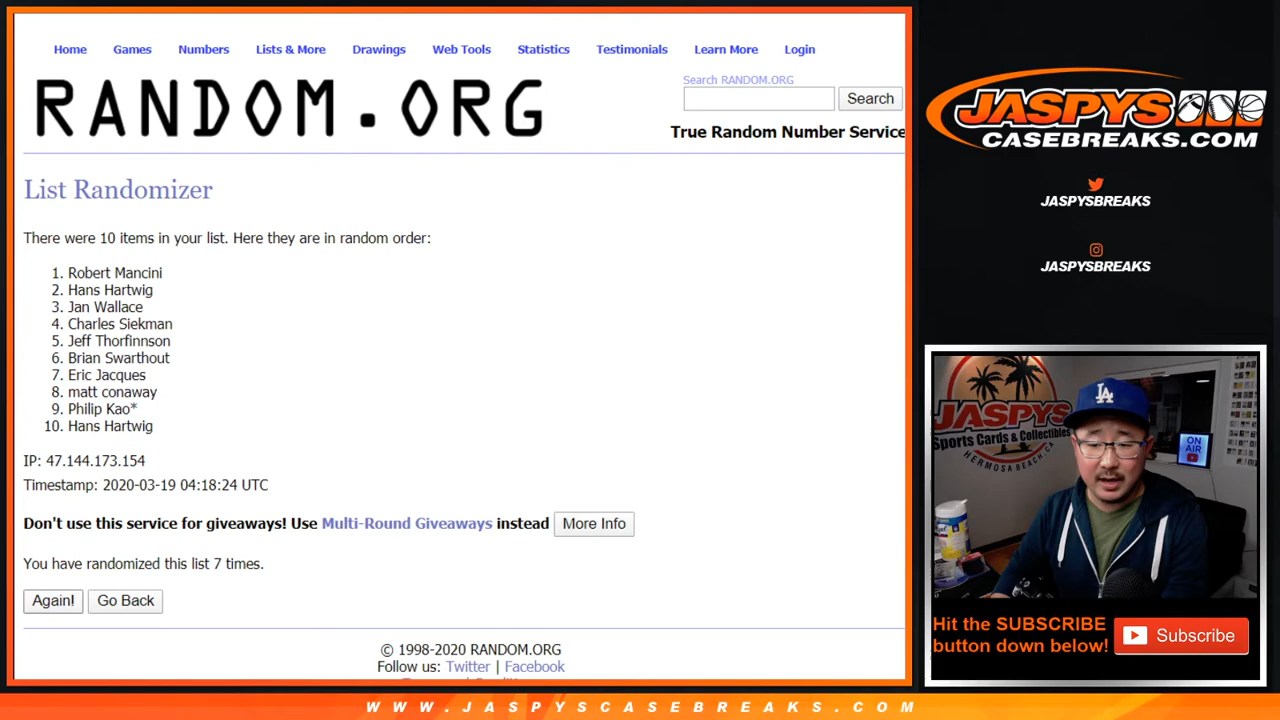 Home Games Numbers Lists & More Drawings Web Tools Statistics Testimonials Learn More Login
RANDOM.ORG
Search RANDOM.ORG
Search
True Random Number Service
List Randomizer
There were 10 items in your list. Here they are in random order:
1. Robert Mancini
2. Hans Hartwig
3. Jan Wallace
4. Charles Siekman
5. Jeff Thorfinnson
6. Brian Swarthout
7. Eric Jacques
8. matt conaway
9. Philip Kao*
10. Hans Hartwig
IP: 47.144.173.154
Timestamp: 2020-03-19 04:18:24 UTC
Don't use this service for giveaways! Use Multi-Round Giveaways instead More Info
You have randomized this list 7 times.
Again! Go Back
© 1998-2020 RANDOM.ORG
Follow us: Twitter | Facebook
JASPYS
CASEBREAKS.COM
JASPYSBREAKS
JASPYSBREAKS
JASPYS
Sports Cards & Collectibles
HERMOSA BEACH, CA
LA
ON
AIR
Hit the SUBSCRIBE
button down below!
Subscribe
WWW.JASPYSCASEBREAKS.COM